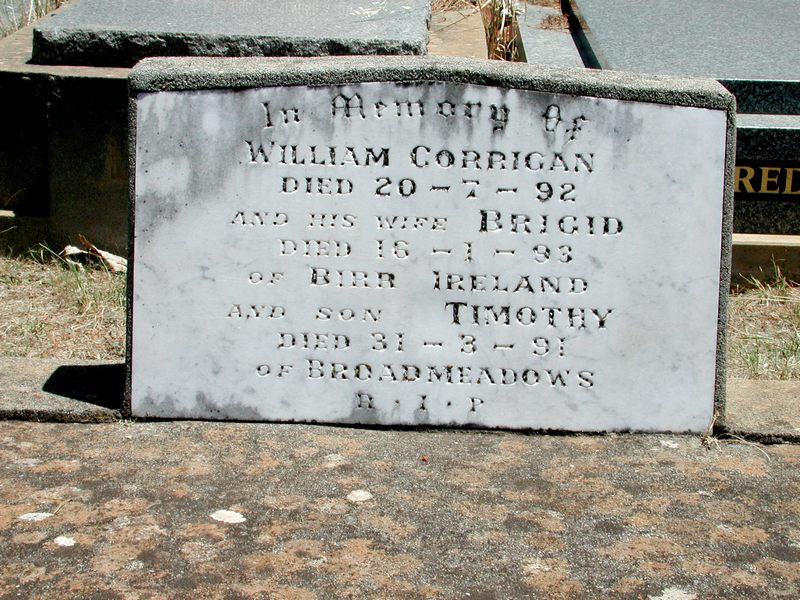 In Memory Of
WILLIAM CORRIGAN
DIED 20-7-92
AND HIS WIFE BRIGID
DIED 16-1-93
OF BIRR IRELAND
AND SON TIMOTHY
DIED 31-3-91
OF BROADMEADOWS
R·I·P
RED